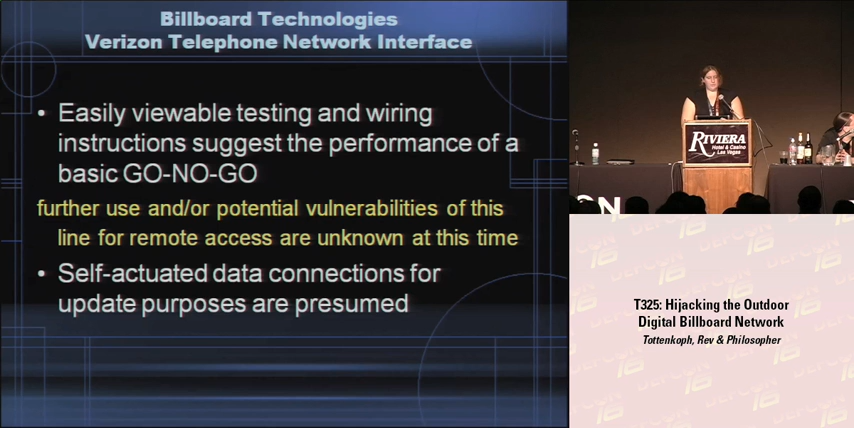 Billboard Technologies
Verizon Telephone Network Interface
• Easily viewable testing and wiring
instructions suggest the performance of a
basic GO-NO-GO
further use and/or potential vulnerabilities of this
line for remote access are unknown at this time
• Self-actuated data connections for
update purposes are presumed
RIVIERA
Hotel & Casino
Las Vegas
CON
T325: Hijacking the Outdoor
Digital Billboard Network
Tottenkoph, Rev & Philosopher
DEFCON
16